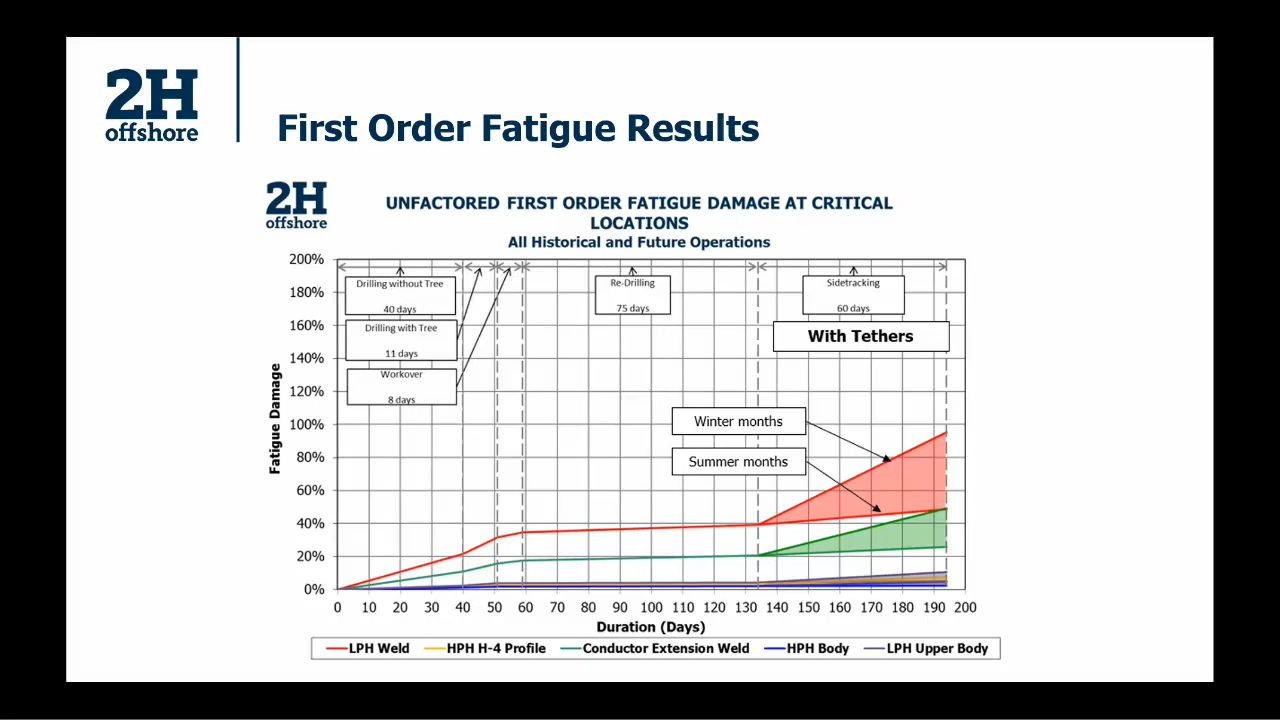 2H
offshore
First Order Fatigue Results
2H
offshore
UNFACTORED FIRST ORDER FATIGUE DAMAGE AT CRITICAL
LOCATIONS
All Historical and Future Operations
200%
180%
160%
140%
120%
100%
80%
60%
40%
20%
0%
Fatigue Damage
Drilling without Tree
40 days
Drilling with Tree
11 days
Workover
8 days
Re-Drilling
75 days
Sidetracking
60 days
With Tethers
Winter months
Summer months
0 10 20 30 40 50 60 70 80 90 100 110 120 130 140 150 160 170 180 190 200
Duration (Days)
LPH Weld HPH H-4 Profile Conductor Extension Weld HPH Body LPH Upper Body